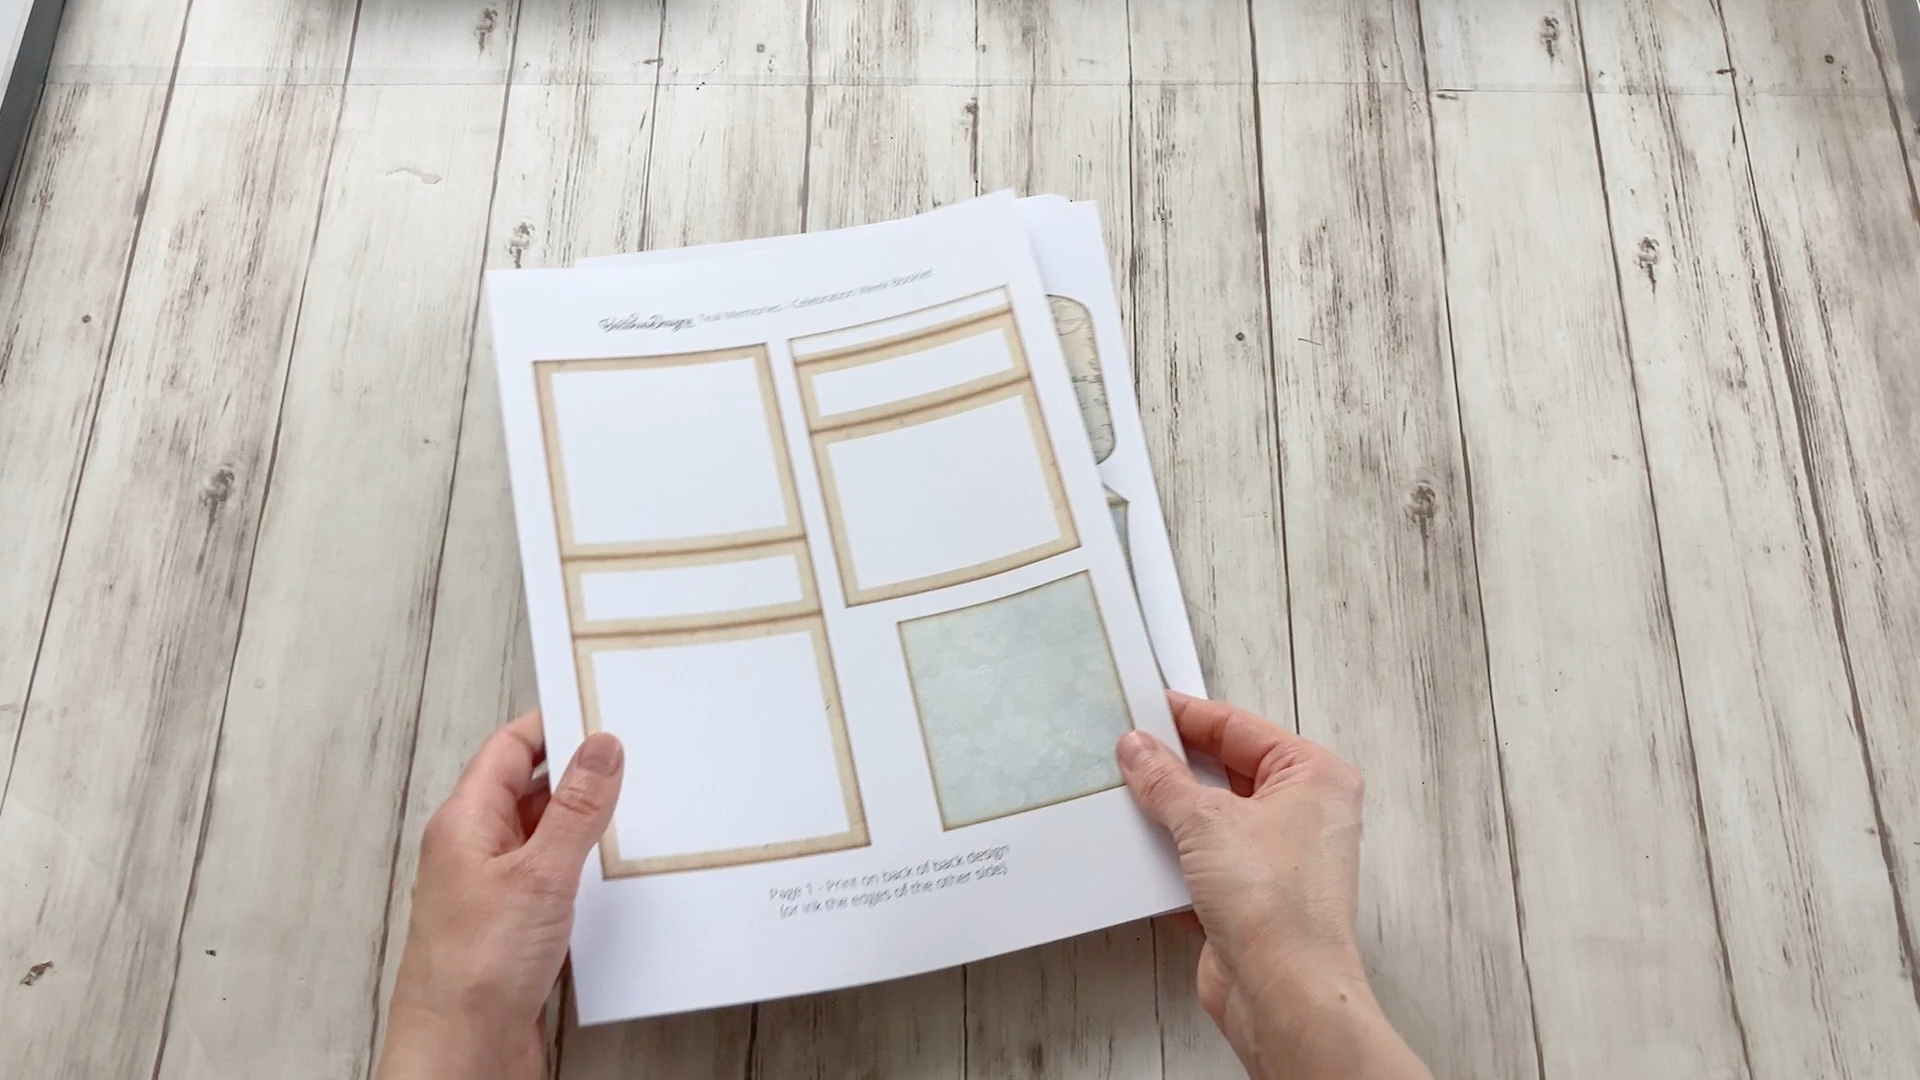 Teal Memories - Celebration Week Booklet
Page 1 - Print on back of back design
(or ink the edges of the other side)